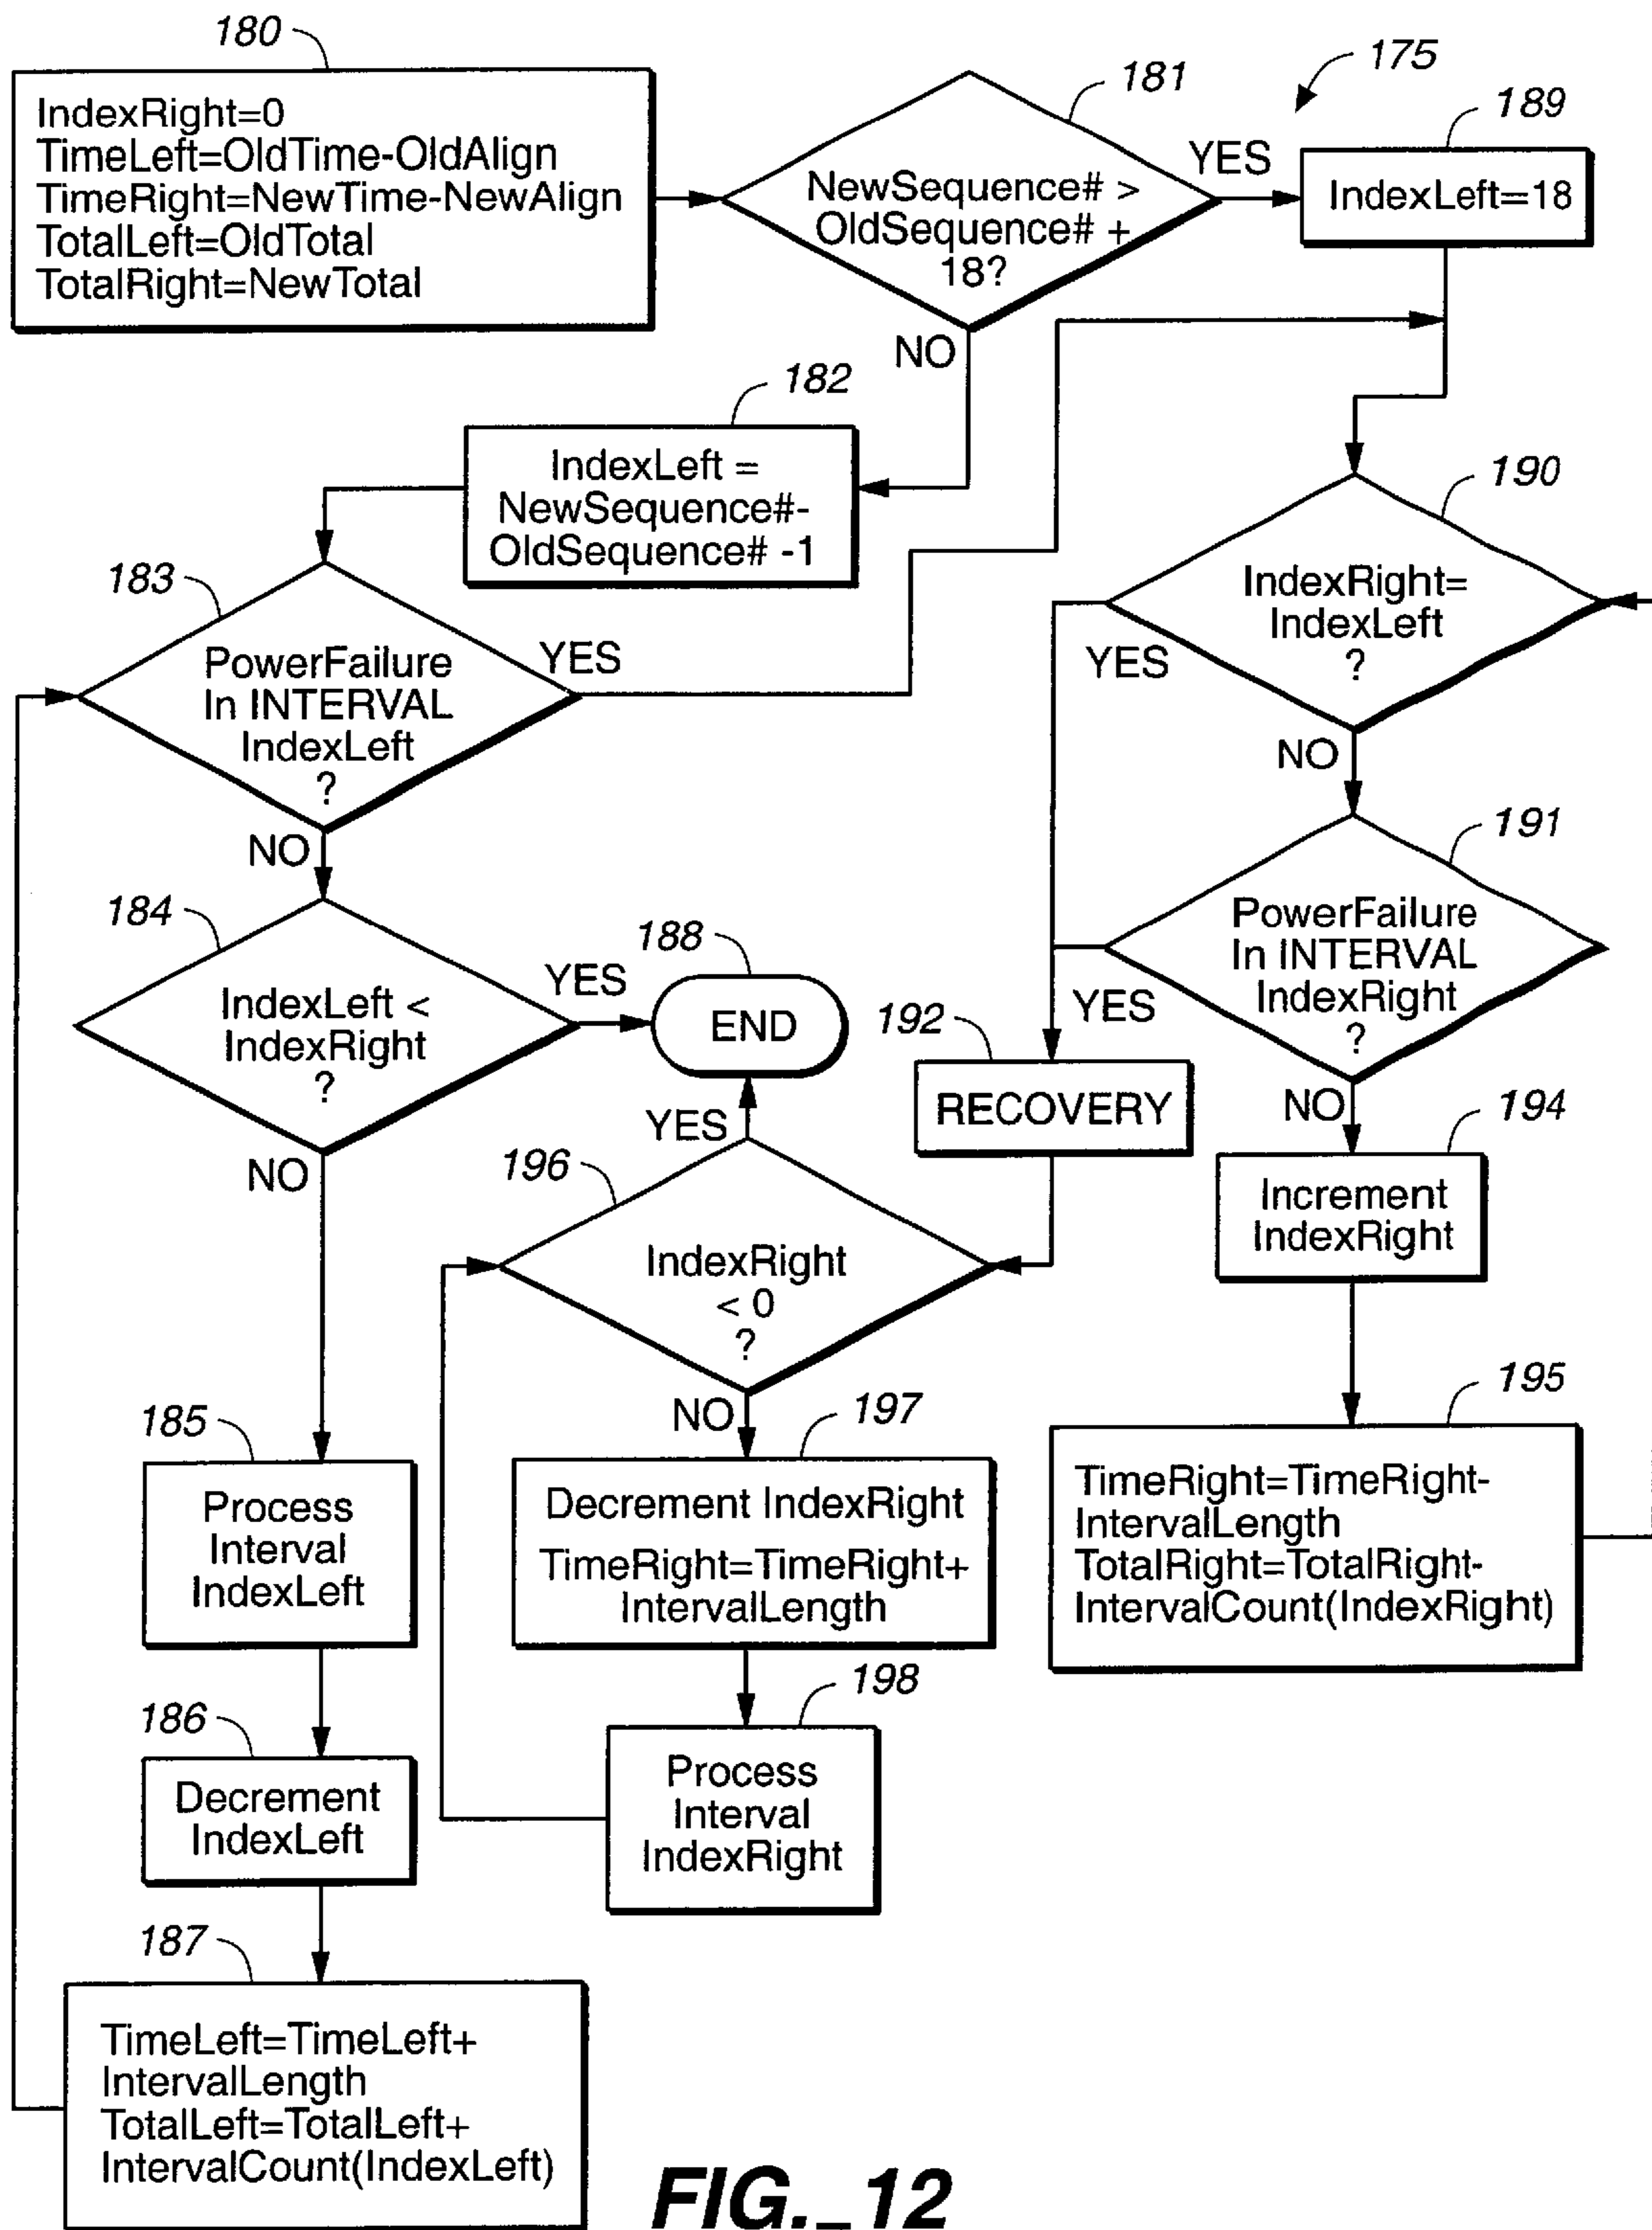 180
IndexRight=0
TimeLeft=OldTime-OldAlign
TimeRight=NewTime-NewAlign
TotalLeft=OldTotal
TotalRight=NewTotal
181
NewSequence# >
OldSequence# +
18?
YES
NO
175
189
IndexLeft=18
182
IndexLeft =
NewSequence#-
OldSequence# -1
183
PowerFailure
In INTERVAL
IndexLeft
?
YES
NO
190
IndexRight=
IndexLeft
?
YES
NO
184
IndexLeft <
IndexRight
?
YES
NO
188
END
191
PowerFailure
In INTERVAL
IndexRight
?
YES
NO
192
RECOVERY
194
Increment
IndexRight
196
IndexRight
< 0
?
YES
NO
195
TimeRight=TimeRight-
IntervalLength
TotalRight=TotalRight-
IntervalCount(IndexRight)
185
Process
Interval
IndexLeft
197
Decrement IndexRight
TimeRight=TimeRight+
IntervalLength
198
Process
Interval
IndexRight
186
Decrement
IndexLeft
187
TimeLeft=TimeLeft+
IntervalLength
TotalLeft=TotalLeft+
IntervalCount(IndexLeft)
FIG._12